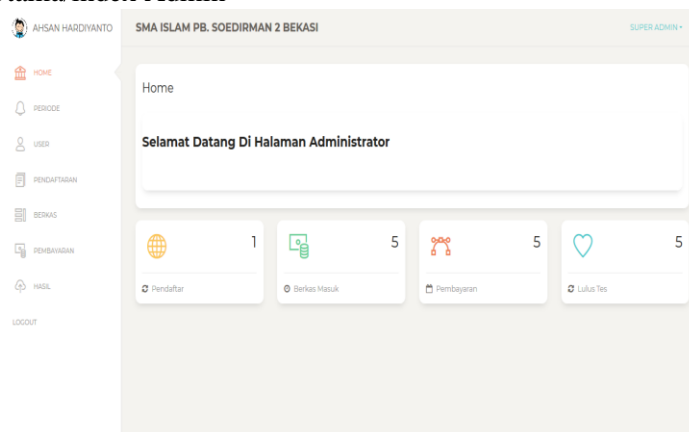 AHSAN HARDIYANTO
SMA ISLAM PB. SOEDIRMAN 2 BEKASI
SUPER ADMIN
HOME
PERIODE
USER
PENDAFTARAN
BERKAS
PEMBAYARAN
HASIL
LOGOUT
Home
Selamat Datang Di Halaman Administrator
1
5
5
5
Pendaftar
Berkas Masuk
Pembayaran
Lulus Tes